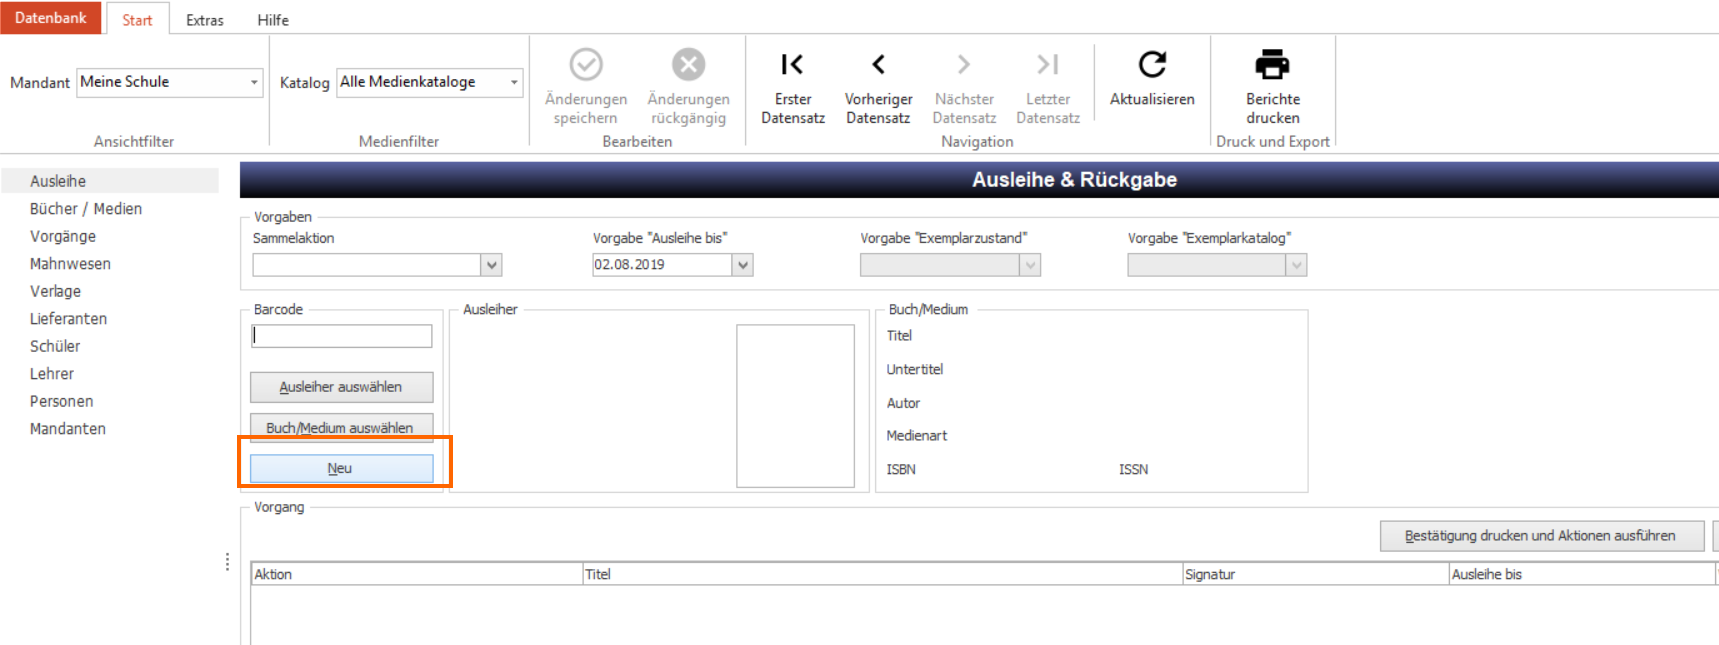 Datenbank Start Extras Hilfe
Mandant Meine Schule Katalog Alle Medienkataloge
Änderungen speichern
Änderungen rückgängig
Erster Datensatz
Vorheriger Datensatz
Nächster Datensatz
Letzter Datensatz
Aktualisieren
Berichte drucken
Ansichtfilter Medienfilter Bearbeiten Navigation Druck und Export
Ausleihe
Bücher / Medien
Vorgänge
Mahnwesen
Verlage
Lieferanten
Schüler
Lehrer
Personen
Mandanten
Ausleihe & Rückgabe
Vorgaben
Sammelaktion Vorgabe "Ausleihe bis" Vorgabe "Exemplarzustand" Vorgabe "Exemplarkatalog"
02.08.2019
Barcode
Ausleiher auswählen
Buch/Medium auswählen
Neu
Ausleiher
Buch/Medium
Titel
Untertitel
Autor
Medienart
ISBN ISSN
Vorgang
Bestätigung drucken und Aktionen ausführen
Aktion Titel Signatur Ausleihe bis